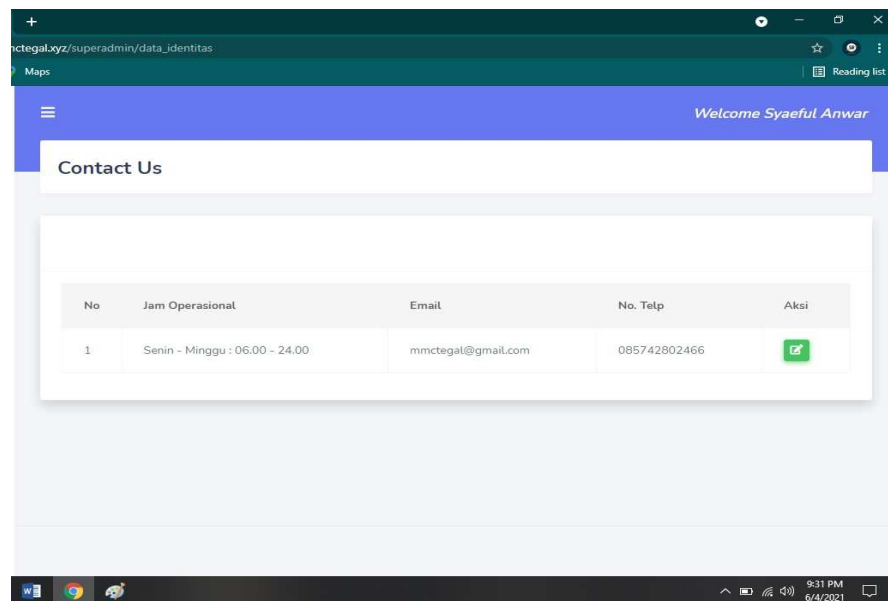 +
nctegal.xyz/superadmin/data_identitas
Maps
Reading list
Welcome Syaeful Anwar
Contact Us
No Jam Operasional Email No. Telp Aksi
1 Senin - Minggu : 06.00 - 24.00 mmctegal@gmail.com 085742802466
9:31 PM
6/4/2021